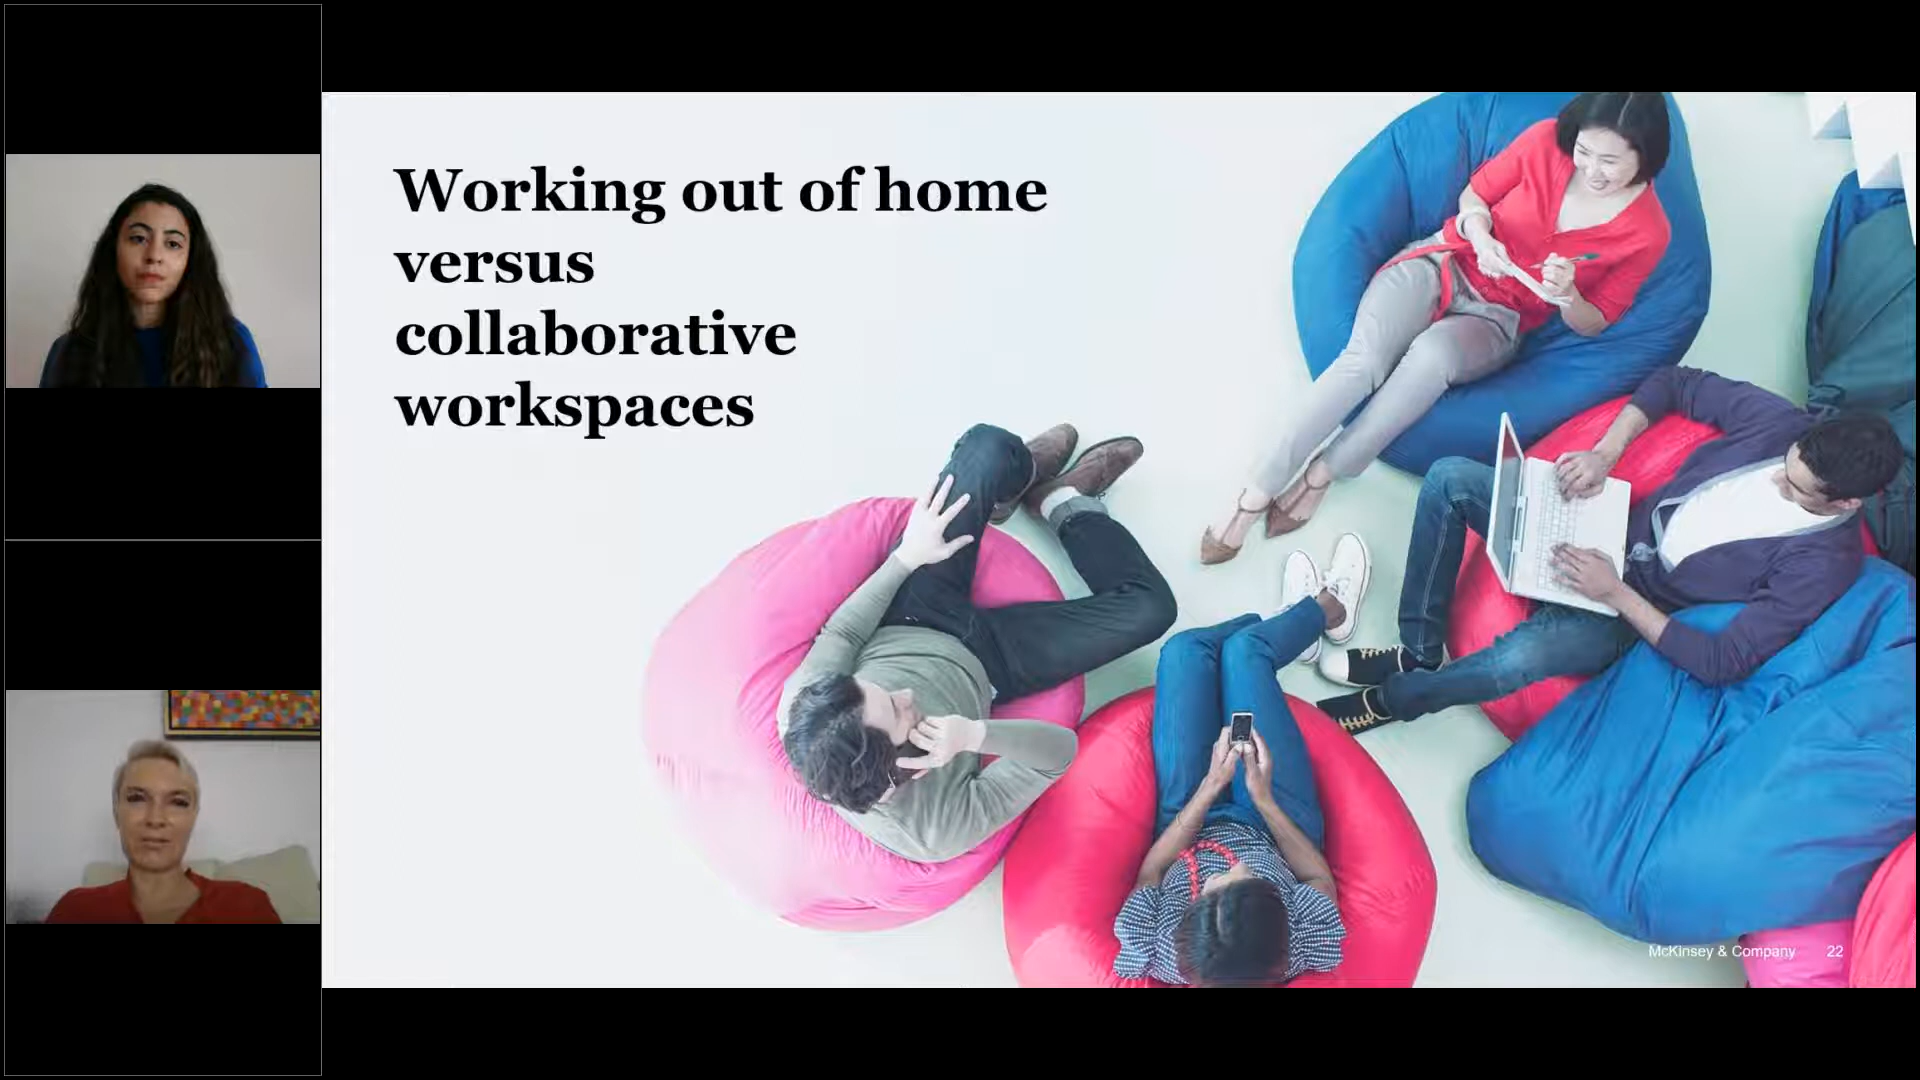 Working out of home
versus
collaborative
workspaces
McKinsey & Company 22